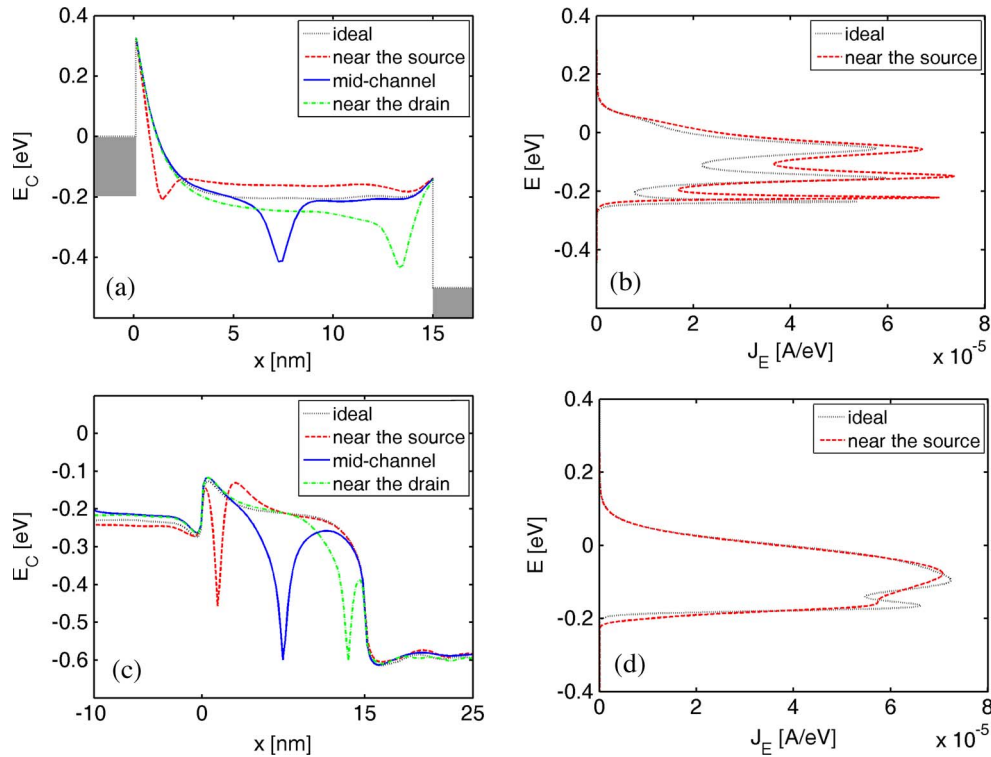 0.4
0.2
0
-0.2
-0.4
E_C [eV]
ideal
near the source
mid-channel
near the drain
(a)
0
5
10
15
x [nm]
0.4
0.2
0
-0.2
-0.4
E [eV]
ideal
near the source
(b)
0
2
4
6
8
J_E [A/eV]
x 10^-5
0
-0.1
-0.2
-0.3
-0.4
-0.5
-0.6
E_C [eV]
ideal
near the source
mid-channel
near the drain
(c)
-10
0
15
25
x [nm]
0.4
0.2
0
-0.2
-0.4
E [eV]
ideal
near the source
(d)
0
2
4
6
8
J_E [A/eV]
x 10^-5